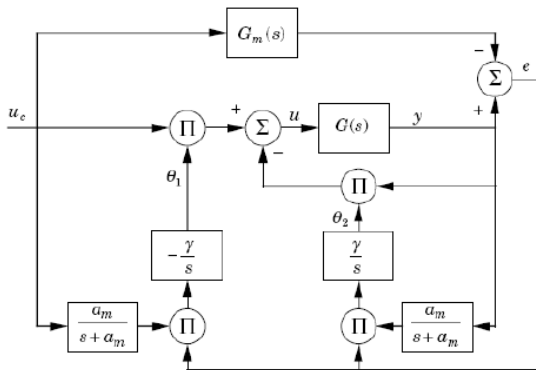 G_m(s)
−
Σ
e
u_c
+
Π
+
Σ
u
G(s)
y
−
Π
θ_1
θ_2
−γ/s
γ/s
a_m/(s + a_m)
Π
Π
a_m/(s + a_m)